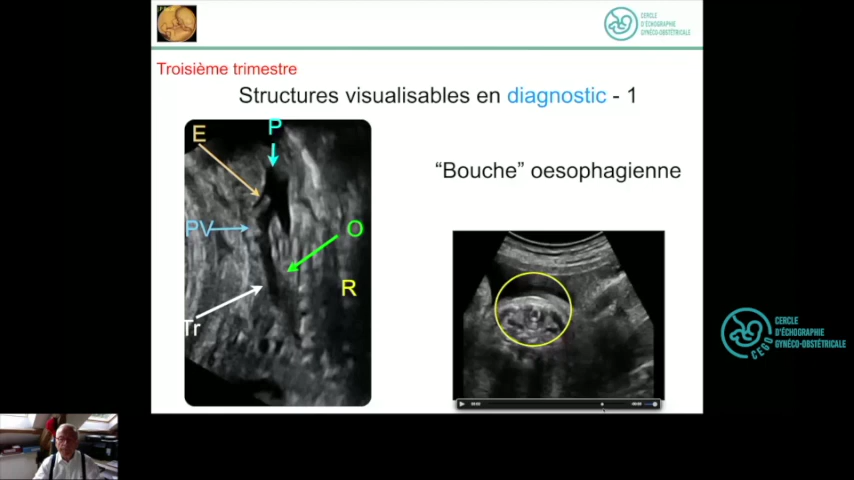 CERCLE
D'ÉCHOGRAPHIE
GYNÉCO-OBSTÉTRICALE
Troisième trimestre
Structures visualisables en diagnostic - 1
E
P
"Bouche" oesophagienne
PV
O
R
Tr
CERCLE
D'ÉCHOGRAPHIE
GYNÉCO-OBSTÉTRICALE
CEGO